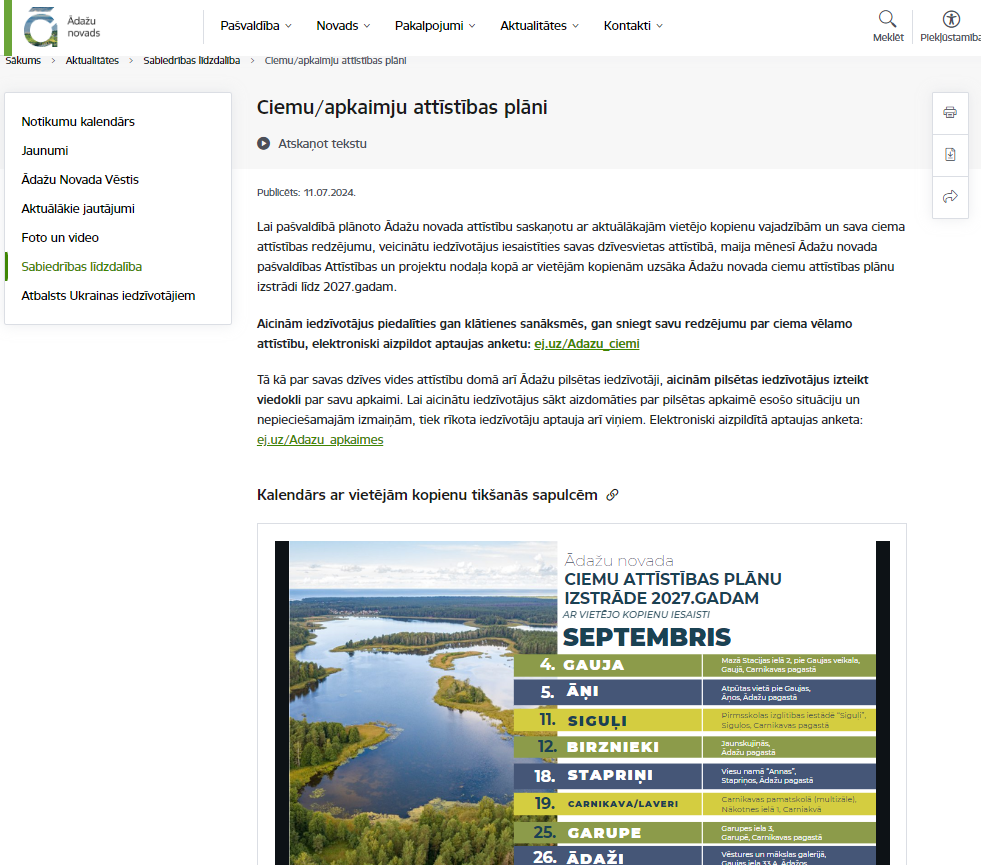 Ādažu
novads
Pašvaldība
Novads
Pakalpojumi
Aktualitātes
Kontakti
Meklēt
Piekļūstamība
Sākums > Aktualitātes > Sabiedrības līdzdalība > Ciemu/apkaimju attīstības plāni
Notikumu kalendārs
Jaunumi
Ādažu Novada Vēstis
Aktuālākie jautājumi
Foto un video
Sabiedrības līdzdalība
Atbalsts Ukrainas iedzīvotājiem
Ciemu/apkaimju attīstības plāni
Atskaņot tekstu
Publicēts: 11.07.2024.
Lai pašvaldībā plānoto Ādažu novada attīstību saskaņotu ar aktuālākajām vietējo kopienu vajadzībām un sava ciema
attīstības redzējumu, veicinātu iedzīvotājus iesaistīties savas dzīvesvietas attīstībā, maija mēnesī Ādažu novada
pašvaldības Attīstības un projektu nodaļa kopā ar vietējām kopienām uzsāka Ādažu novada ciemu attīstības plānu
izstrādi līdz 2027.gadam.
Aicinām iedzīvotājus piedalīties gan klātienes sanāksmēs, gan sniegt savu redzējumu par ciema vēlamo
attīstību, elektroniski aizpildot aptaujas anketu: ej.uz/Adazu_ciemi
Tā kā par savas dzīves vides attīstību domā arī Ādažu pilsētas iedzīvotāji, aicinām pilsētas iedzīvotājus izteikt
viedokli par savu apkaimi. Lai aicinātu iedzīvotājus sākt aizdomāties par pilsētas apkaimē esošo situāciju un
nepieciešamajām izmaiņām, tiek rīkota iedzīvotāju aptauja arī viņiem. Elektroniski aizpildītā aptaujas anketa:
ej.uz/Adazu_apkaimes
Kalendārs ar vietējām kopienu tikšanās sapulcēm
Ādažu novada
CIEMU ATTĪSTĪBAS PLĀNU
IZSTRĀDE 2027.GADAM
AR VIETĒJO KOPIENU IESAISTI
SEPTEMBRIS
4. GAUJA
Mazā Stacijas ielā 2, pie Gaujas veikala,
Gaujā, Carnikavas pagastā
5. ĀŅI
Atpūtas vietā pie Gaujas,
Āņos, Ādažu pagastā
11. SIGUĻI
Pirmsskolas izglītības iestādē "Siguļi",
Siguļos, Carnikavas pagastā
12. BIRZNIEKI
Jaunskujiņās,
Ādažu pagastā
18. STAPRIŅI
Viesu namā "Annas",
Stapriņos, Ādažu pagastā
19. CARNIKAVA/LAVERI
Carnikavas pamatskolā (multizāle),
Nākotnes ielā 1, Carniakvā
25. GARUPE
Garupes ielā 3,
Garupē, Carnikavas pagastā
26. ĀDAŽI
Vēstures un mākslas galerijā,
Gaujas ielā 33 A, Ādažos